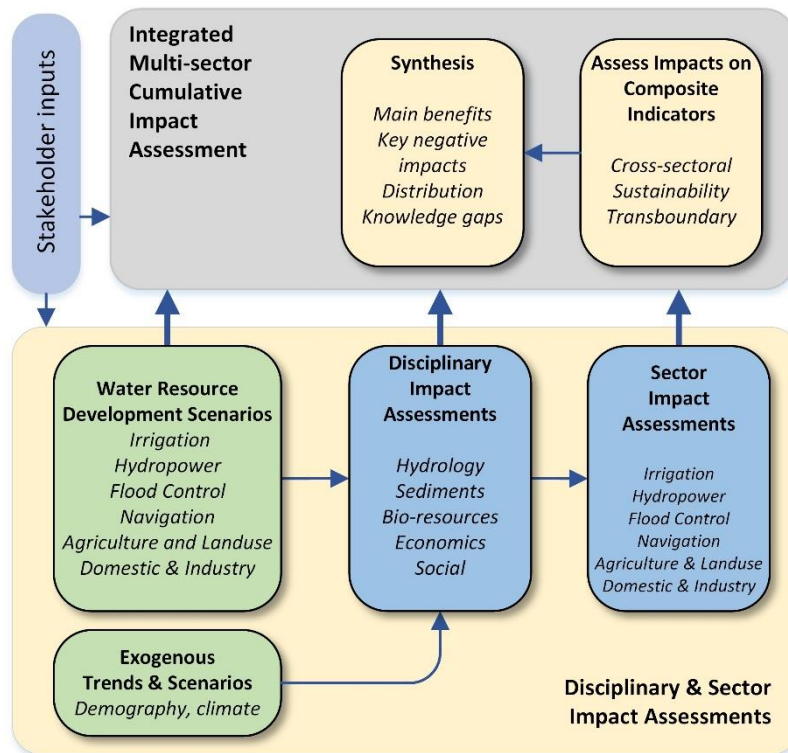 Stakeholder inputs
Integrated
Multi-sector
Cumulative
Impact
Assessment
Synthesis
Main benefits
Key negative
impacts
Distribution
Knowledge gaps
Assess Impacts on
Composite
Indicators
Cross-sectoral
Sustainability
Transboundary
Water Resource
Development Scenarios
Irrigation
Hydropower
Flood Control
Navigation
Agriculture and Landuse
Domestic & Industry
Disciplinary
Impact
Assessments
Hydrology
Sediments
Bio-resources
Economics
Social
Sector
Impact
Assessments
Irrigation
Hydropower
Flood Control
Navigation
Agriculture & Landuse
Domestic & Industry
Exogenous
Trends & Scenarios
Demography, climate
Disciplinary & Sector
Impact Assessments